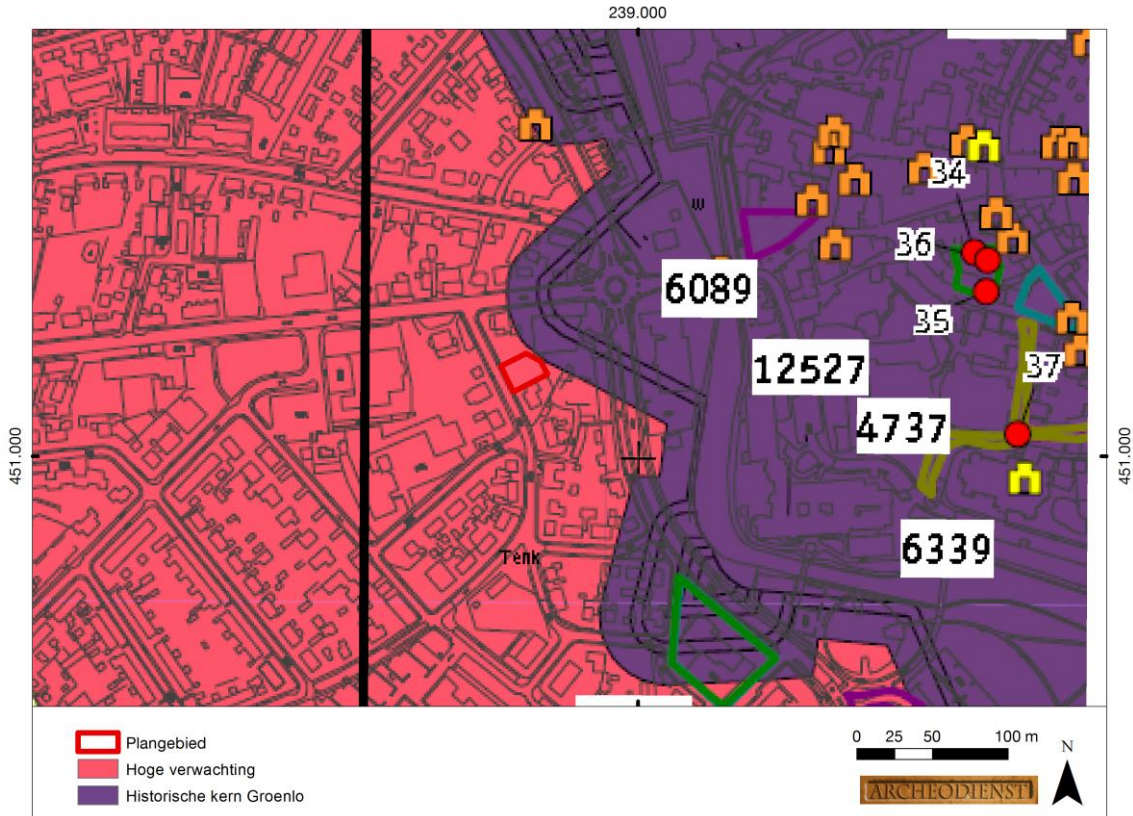 239.000
34
36
6089
35
12527
37
4737
451.000
451.000
6339
Tenk
Plangebied
Hoge verwachting
Historische kern Groenlo
0 25 50 100 m
N
ARCHEODIENST